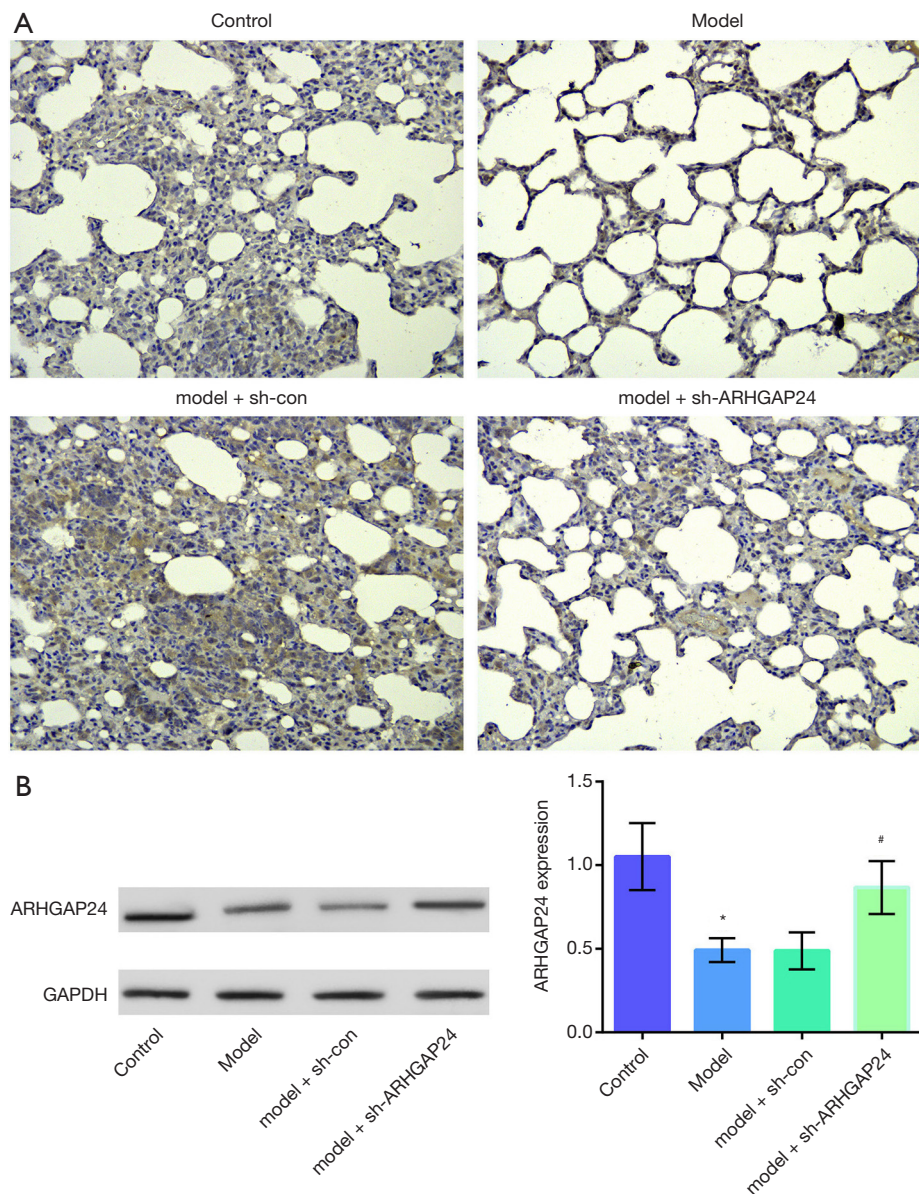 A
Control
Model
model + sh-con
model + sh-ARHGAP24
B
ARHGAP24
GAPDH
Control
Model
model + sh-con
model + sh-ARHGAP24
ARHGAP24 expression
1.5
1.0
0.5
0.0
*
#
Control
Model
model + sh-con
model + sh-ARHGAP24